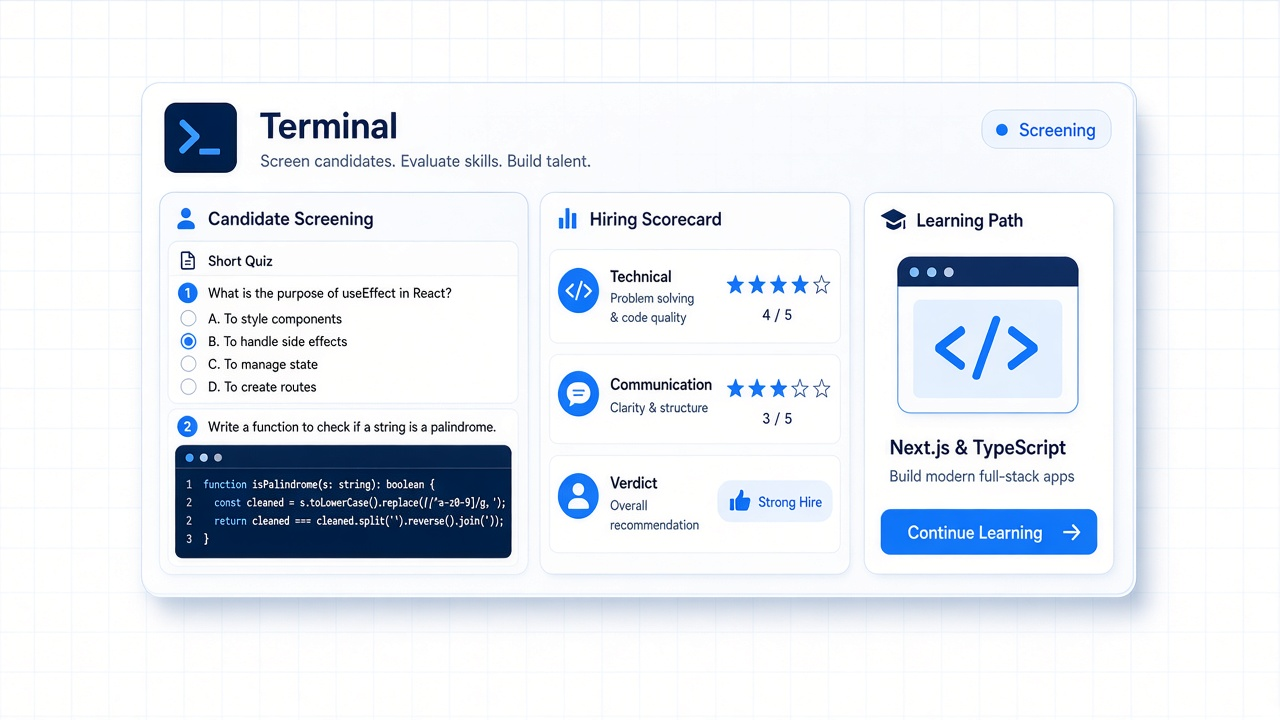 Terminal
Screen candidates. Evaluate skills. Build talent.
Screening
Candidate Screening
Short Quiz
1 What is the purpose of useEffect in React?
A. To style components
B. To handle side effects
C. To manage state
D. To create routes
2 Write a function to check if a string is a palindrome.
1 function isPalindrome(s: string): boolean {
2 const cleaned = s.toLowerCase().replace([/^a-z0-9]/g,');
2 return cleaned === cleaned.split('').reverse().join('));
3 }
Hiring Scorecard
Technical
Problem solving
& code quality
4 / 5
Communication
Clarity & structure
3 / 5
Verdict
Overall
recommendation
Strong Hire
Learning Path
</>
Next.js & TypeScript
Build modern full-stack apps
Continue Learning →